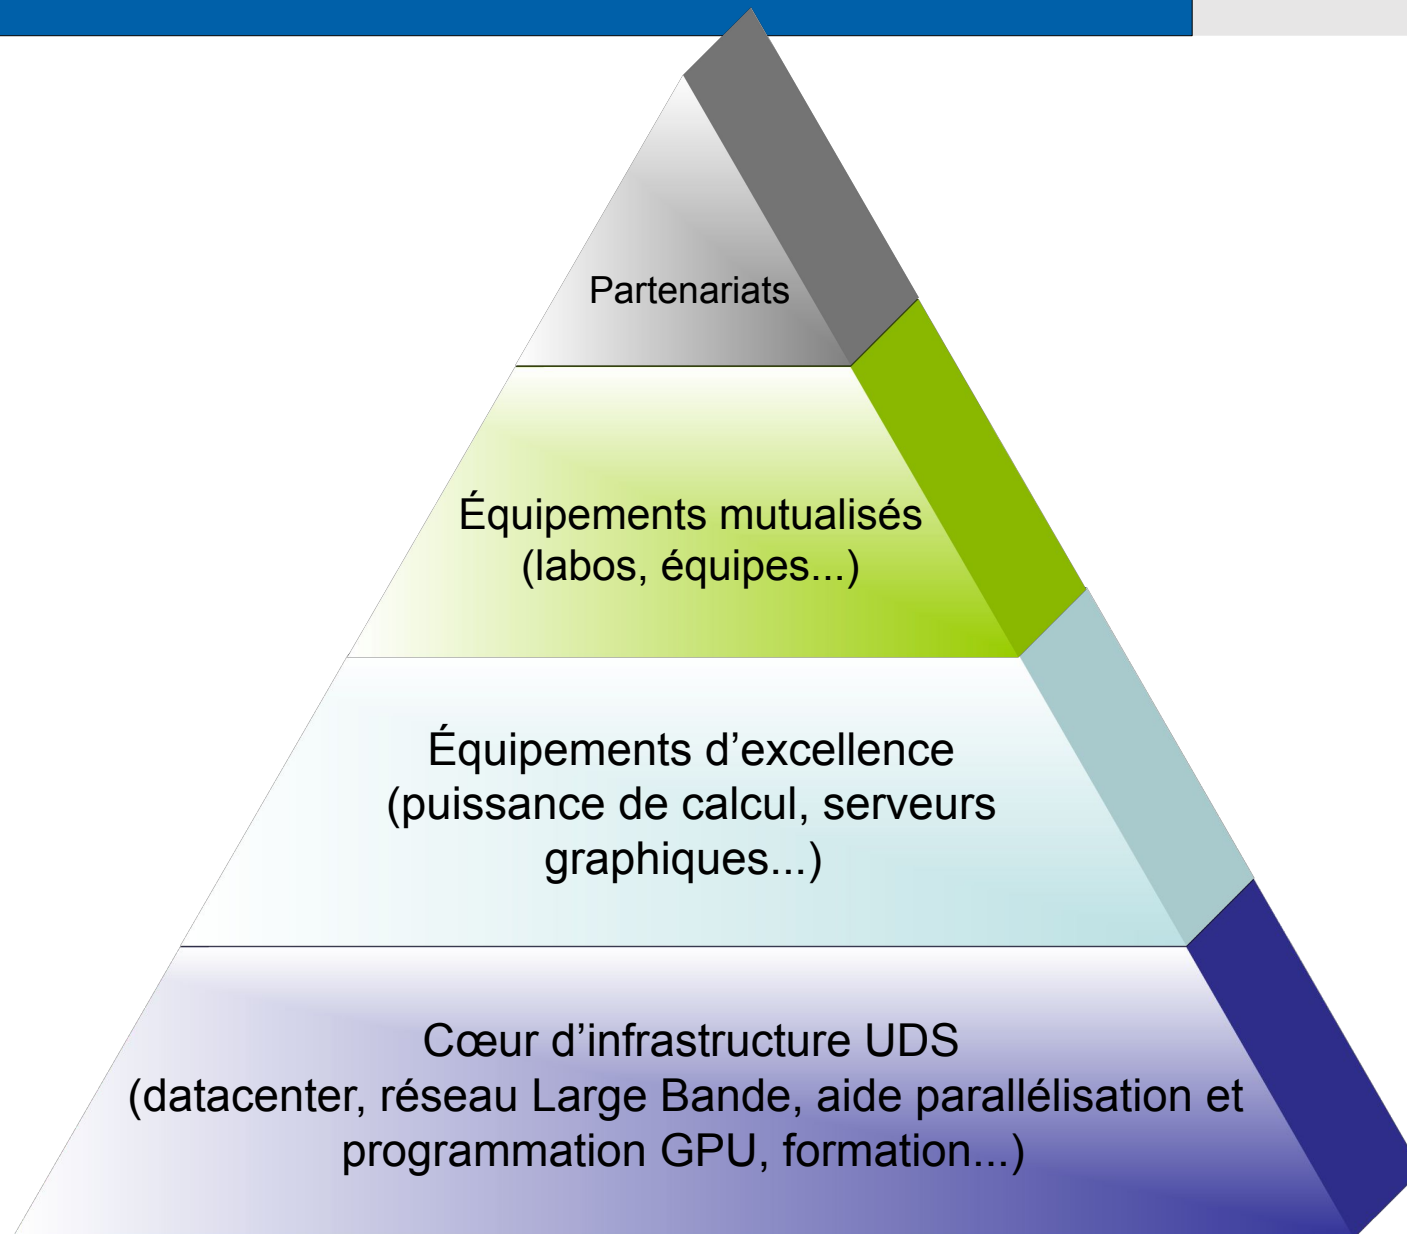 Partenariats
Équipements mutualisés
(labos, équipes...)
Équipements d’excellence
(puissance de calcul, serveurs
graphiques...)
Cœur d’infrastructure UDS
(datacenter, réseau Large Bande, aide parallélisation et
programmation GPU, formation...)